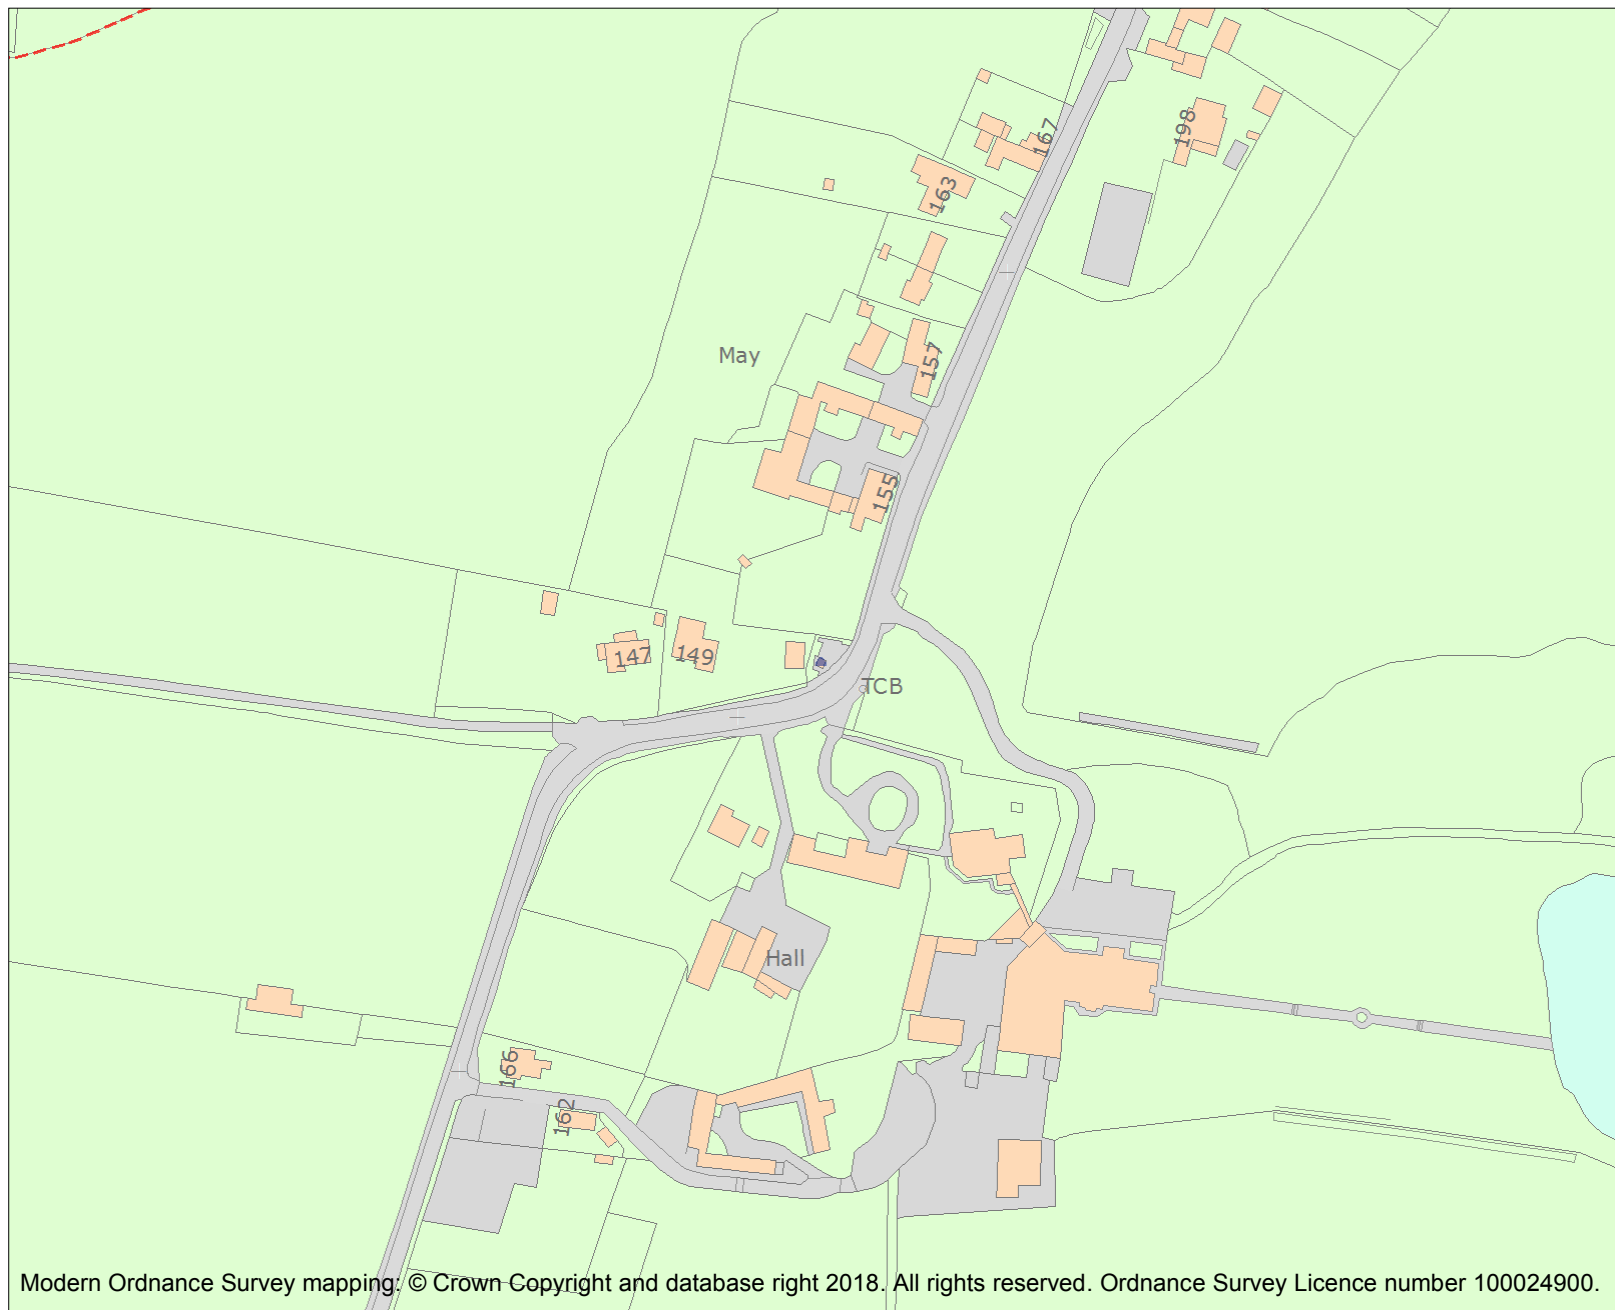 167
198
163
May
157
155
147
149
TCB
Hall
166
162
Modern Ordnance Survey mapping: © Crown Copyright and database right 2018. All rights reserved. Ordnance Survey Licence number 100024900.